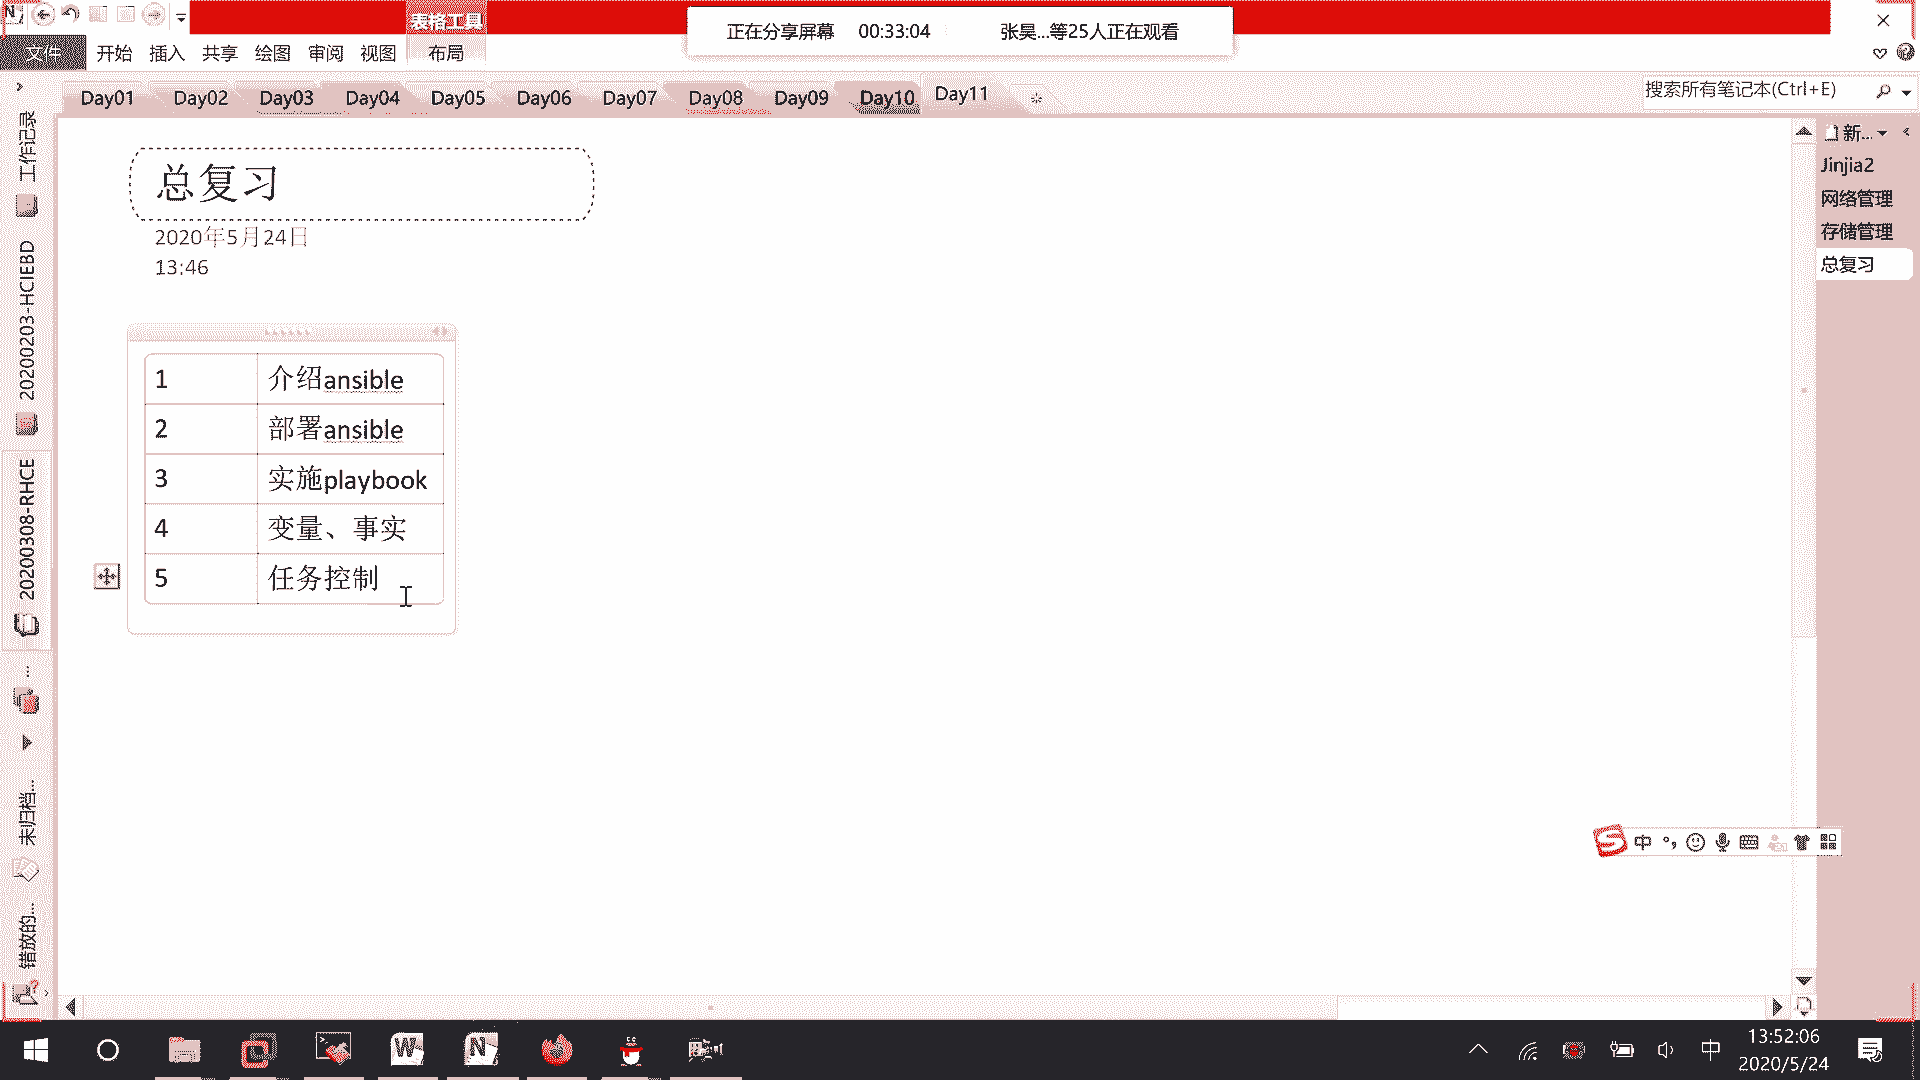 表格工具
正在分享屏幕 00:33:04 张昊...等25人正在观看
文件 开始 插入 共享 绘图 审阅 视图 布局
Day01 Day02 Day03 Day04 Day05 Day06 Day07 Day08 Day09 Day10 Day11
搜索所有笔记本(Ctrl+E)
工作记录
20200203-HCIEBD
20200308-RHCE
...
未归档...
错放的...
总复习
2020年5月24日
13:46
1 介绍ansible
2 部署ansible
3 实施playbook
4 变量、事实
5 任务控制
新...
Jinjia2
网络管理
存储管理
总复习
中
中
13:52:06
2020/5/24